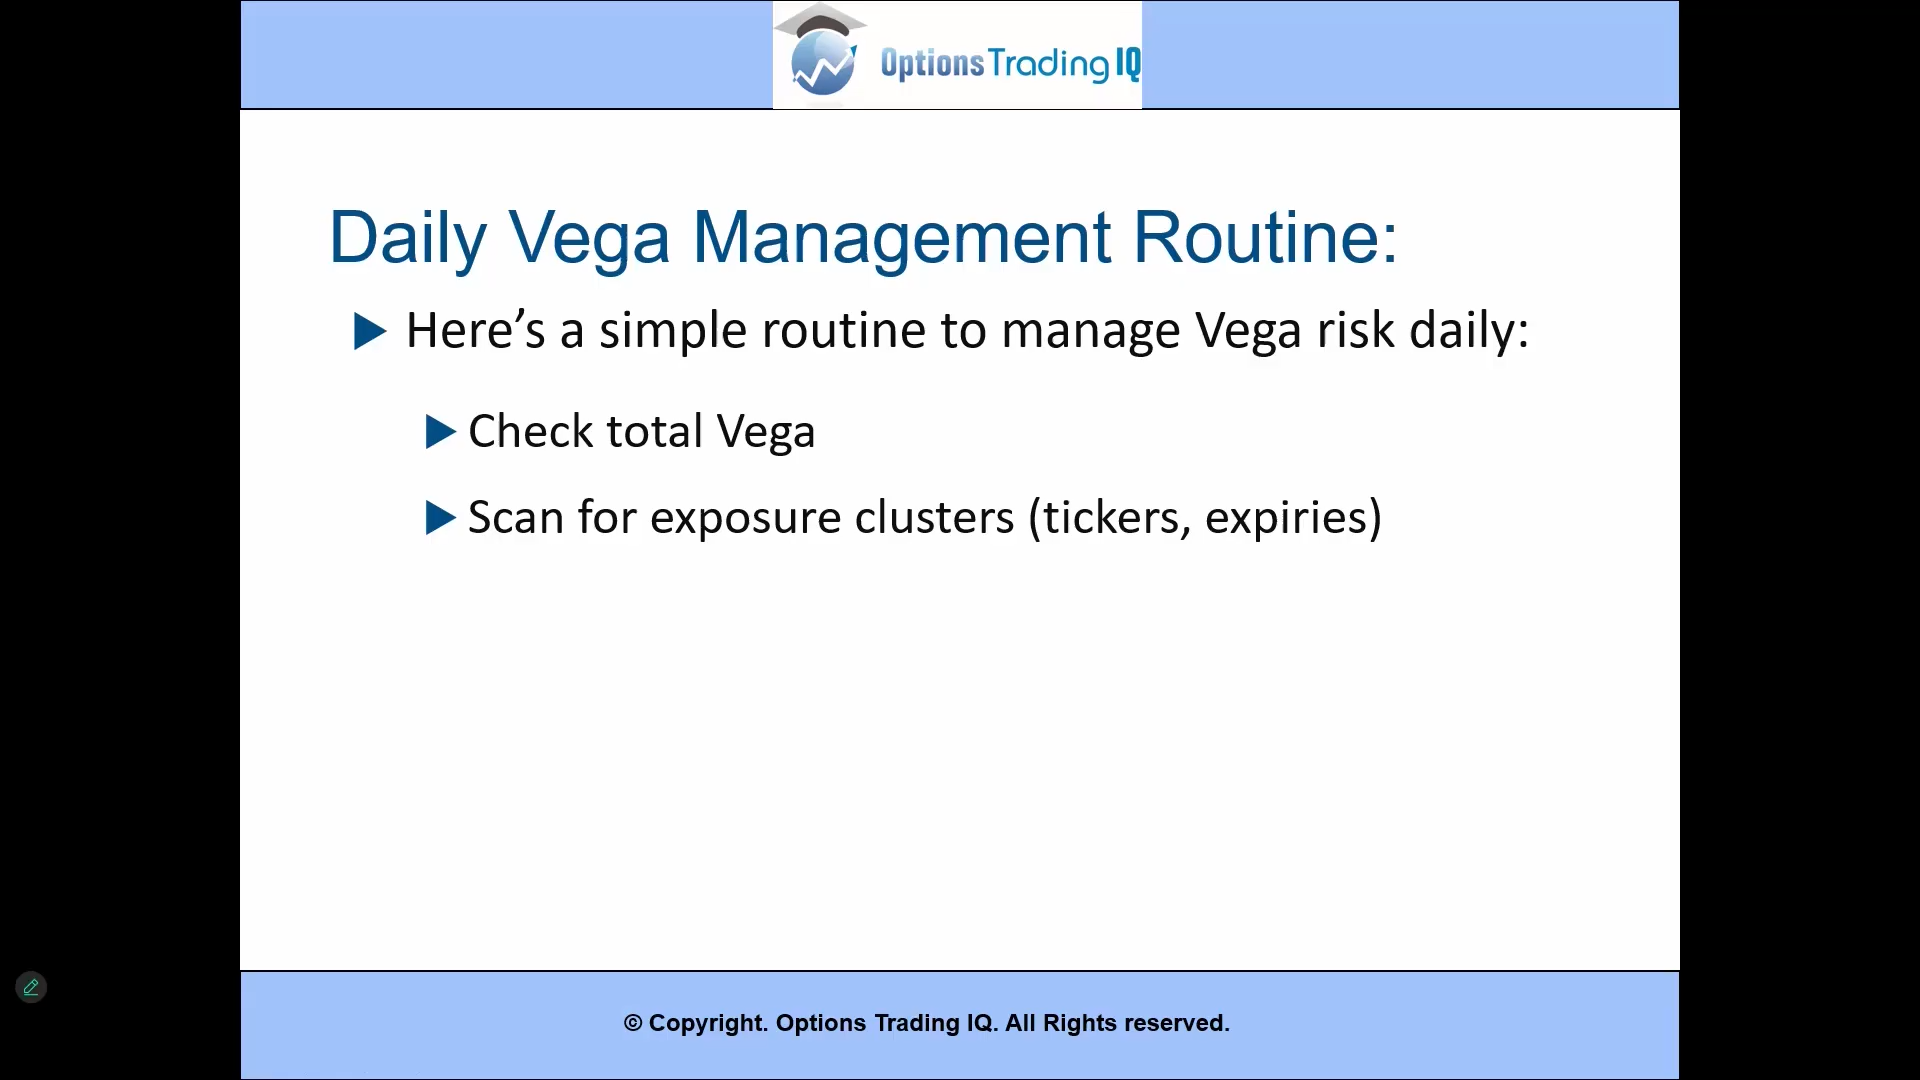 OptionsTrading IQ
Daily Vega Management Routine:
Here’s a simple routine to manage Vega risk daily:
Check total Vega
Scan for exposure clusters (tickers, expiries)
© Copyright. Options Trading IQ. All Rights reserved.